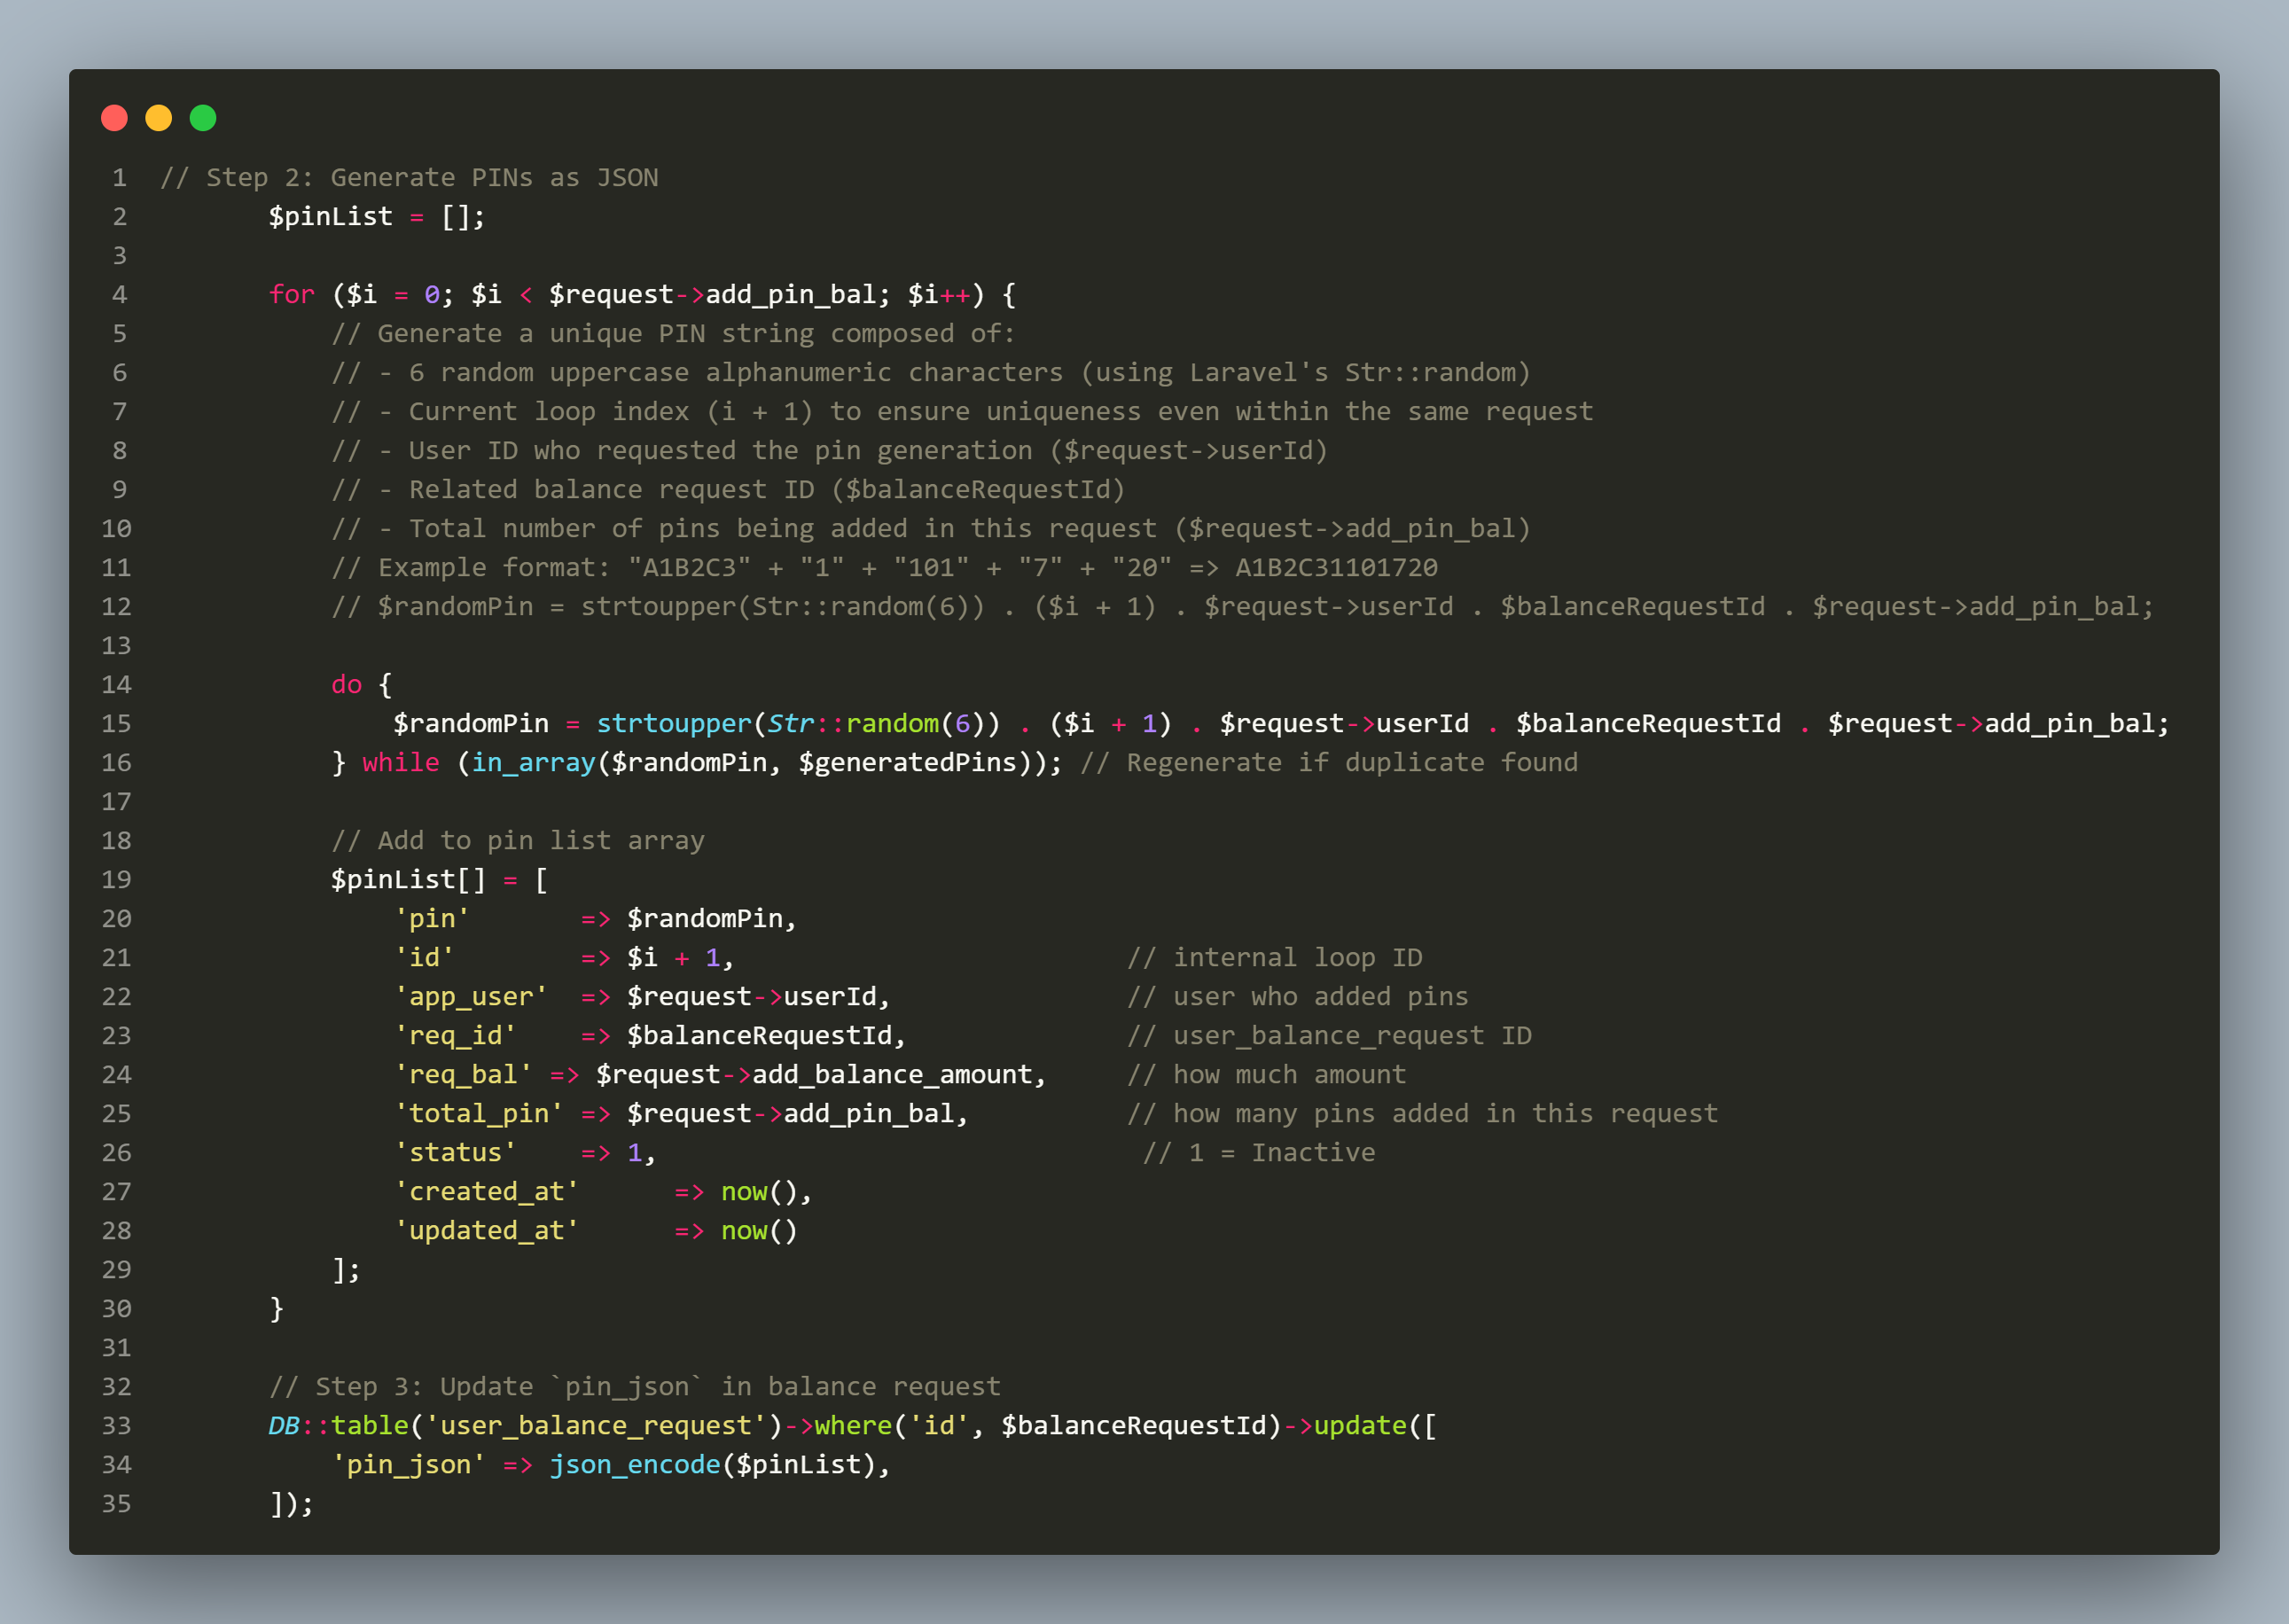 1 // Step 2: Generate PINs as JSON
2         $pinList = [];
3
4         for ($i = 0; $i < $request->add_pin_bal; $i++) {
5             // Generate a unique PIN string composed of:
6             // - 6 random uppercase alphanumeric characters (using Laravel's Str::random)
7             // - Current loop index (i + 1) to ensure uniqueness even within the same request
8             // - User ID who requested the pin generation ($request->userId)
9             // - Related balance request ID ($balanceRequestId)
10             // - Total number of pins being added in this request ($request->add_pin_bal)
11             // Example format: "A1B2C3" + "1" + "101" + "7" + "20" => A1B2C31101720
12             // $randomPin = strtoupper(Str::random(6)) . ($i + 1) . $request->userId . $balanceRequestId . $request->add_pin_bal;
13
14             do {
15                 $randomPin = strtoupper(Str::random(6)) . ($i + 1) . $request->userId . $balanceRequestId . $request->add_pin_bal;
16             } while (in_array($randomPin, $generatedPins)); // Regenerate if duplicate found
17
18             // Add to pin list array
19             $pinList[] = [
20                 'pin'       => $randomPin,
21                 'id'        => $i + 1,                         // internal loop ID
22                 'app_user'  => $request->userId,               // user who added pins
23                 'req_id'    => $balanceRequestId,              // user_balance_request ID
24                 'req_bal' => $request->add_balance_amount,     // how much amount
25                 'total_pin' => $request->add_pin_bal,          // how many pins added in this request
26                 'status'    => 1,                               // 1 = Inactive
27                 'created_at'      => now(),
28                 'updated_at'      => now()
29             ];
30         }
31
32         // Step 3: Update `pin_json` in balance request
33         DB::table('user_balance_request')->where('id', $balanceRequestId)->update([
34             'pin_json' => json_encode($pinList),
35         ]);